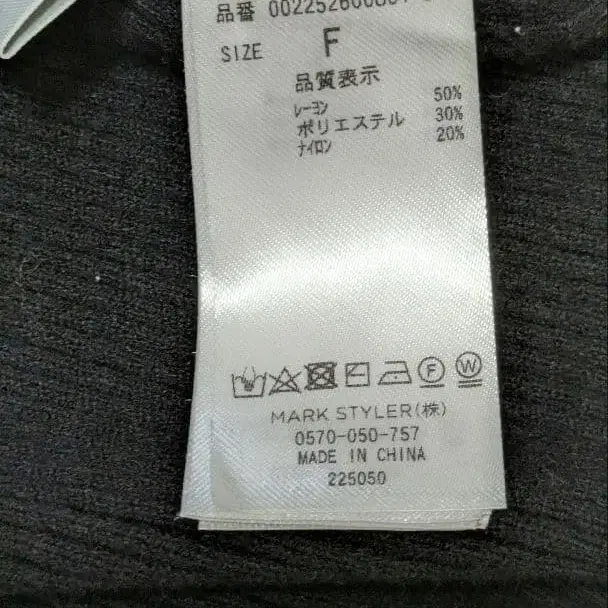 品番
SIZE F
品質表示
レーヨン 50%
ポリエステル 30%
ナイロン 20%
F W
MARK STYLER(株)
0570-050-757
MADE IN CHINA
225050